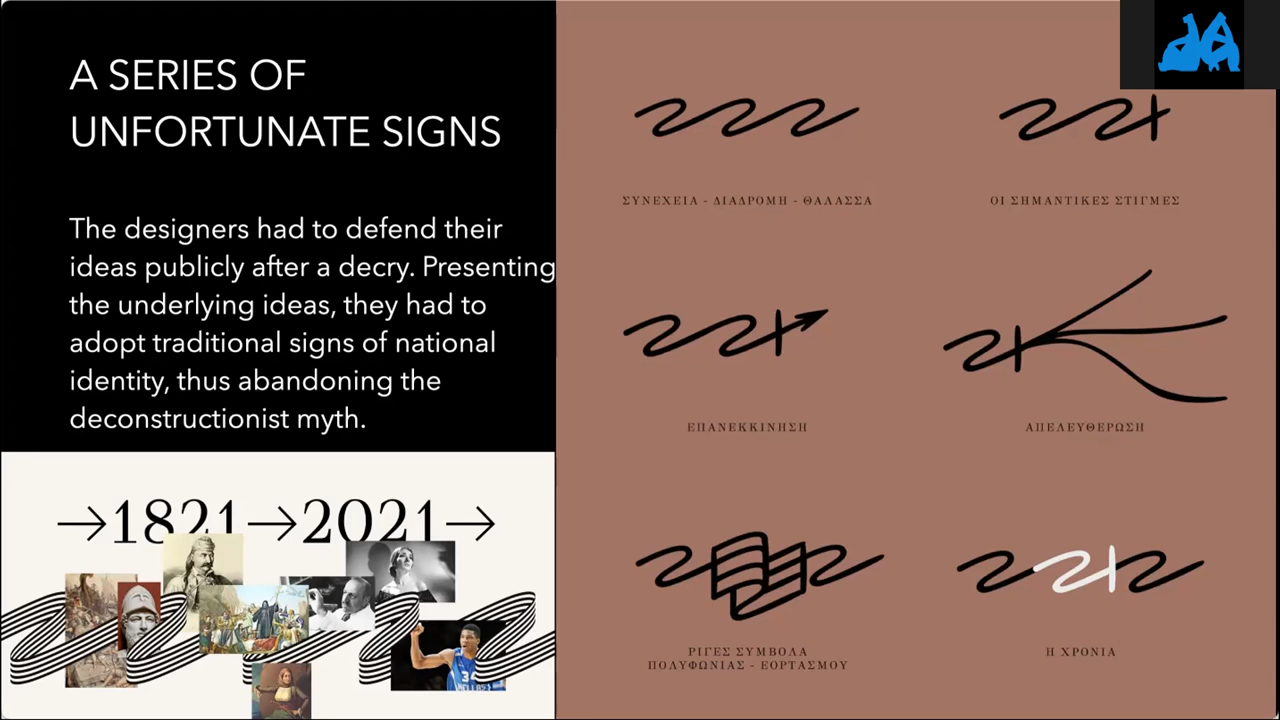 A SERIES OF
UNFORTUNATE SIGNS
The designers had to defend their
ideas publicly after a decry. Presenting
the underlying ideas, they had to
adopt traditional signs of national
identity, thus abandoning the
deconstructionist myth.
→1821→2021→
34
HELLAS
ΣΥΝΕΧΕΙΑ - ΔΙΑΔΡΟΜΗ - ΘΑΛΑΣΣΑ
ΟΙ ΣΗΜΑΝΤΙΚΕΣ ΣΤΙΓΜΕΣ
ΕΠΑΝΕΚΚΙΝΗΣΗ
ΑΠΕΛΕΥΘΕΡΩΣΗ
ΡΙΓΕΣ ΣΥΜΒΟΛΑ
ΠΟΛΥΦΩΝΙΑΣ - ΕΟΡΤΑΣΜΟΥ
Η ΧΡΟΝΙΑ